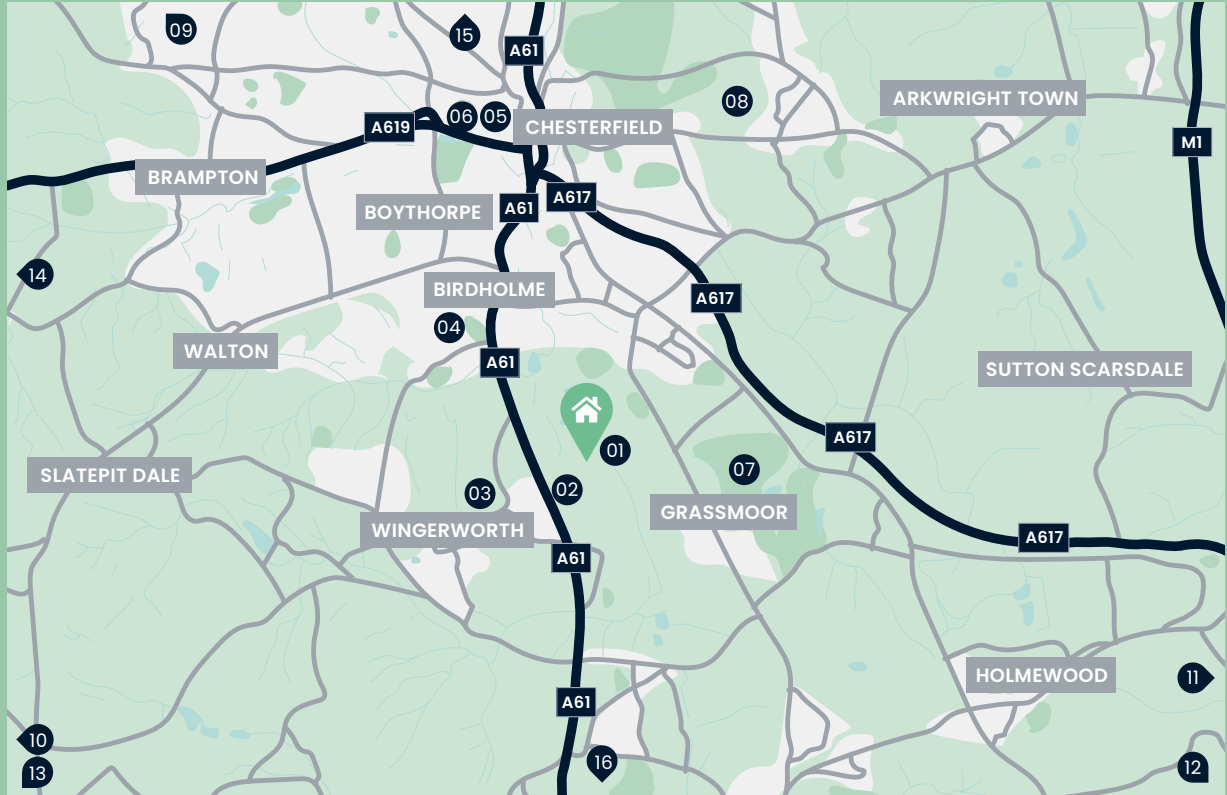 09
15
A61
ARKWRIGHT TOWN
08
06
05
A619
CHESTERFIELD
M1
BRAMPTON
A617
A61
BOYTHORPE
14
BIRDHOLME
A617
04
WALTON
A61
SUTTON SCARSDALE
A617
01
SLATEPIT DALE
07
03
02
GRASSMOOR
WINGERWORTH
A617
A61
HOLMEWOOD
11
A61
10
16
12
13